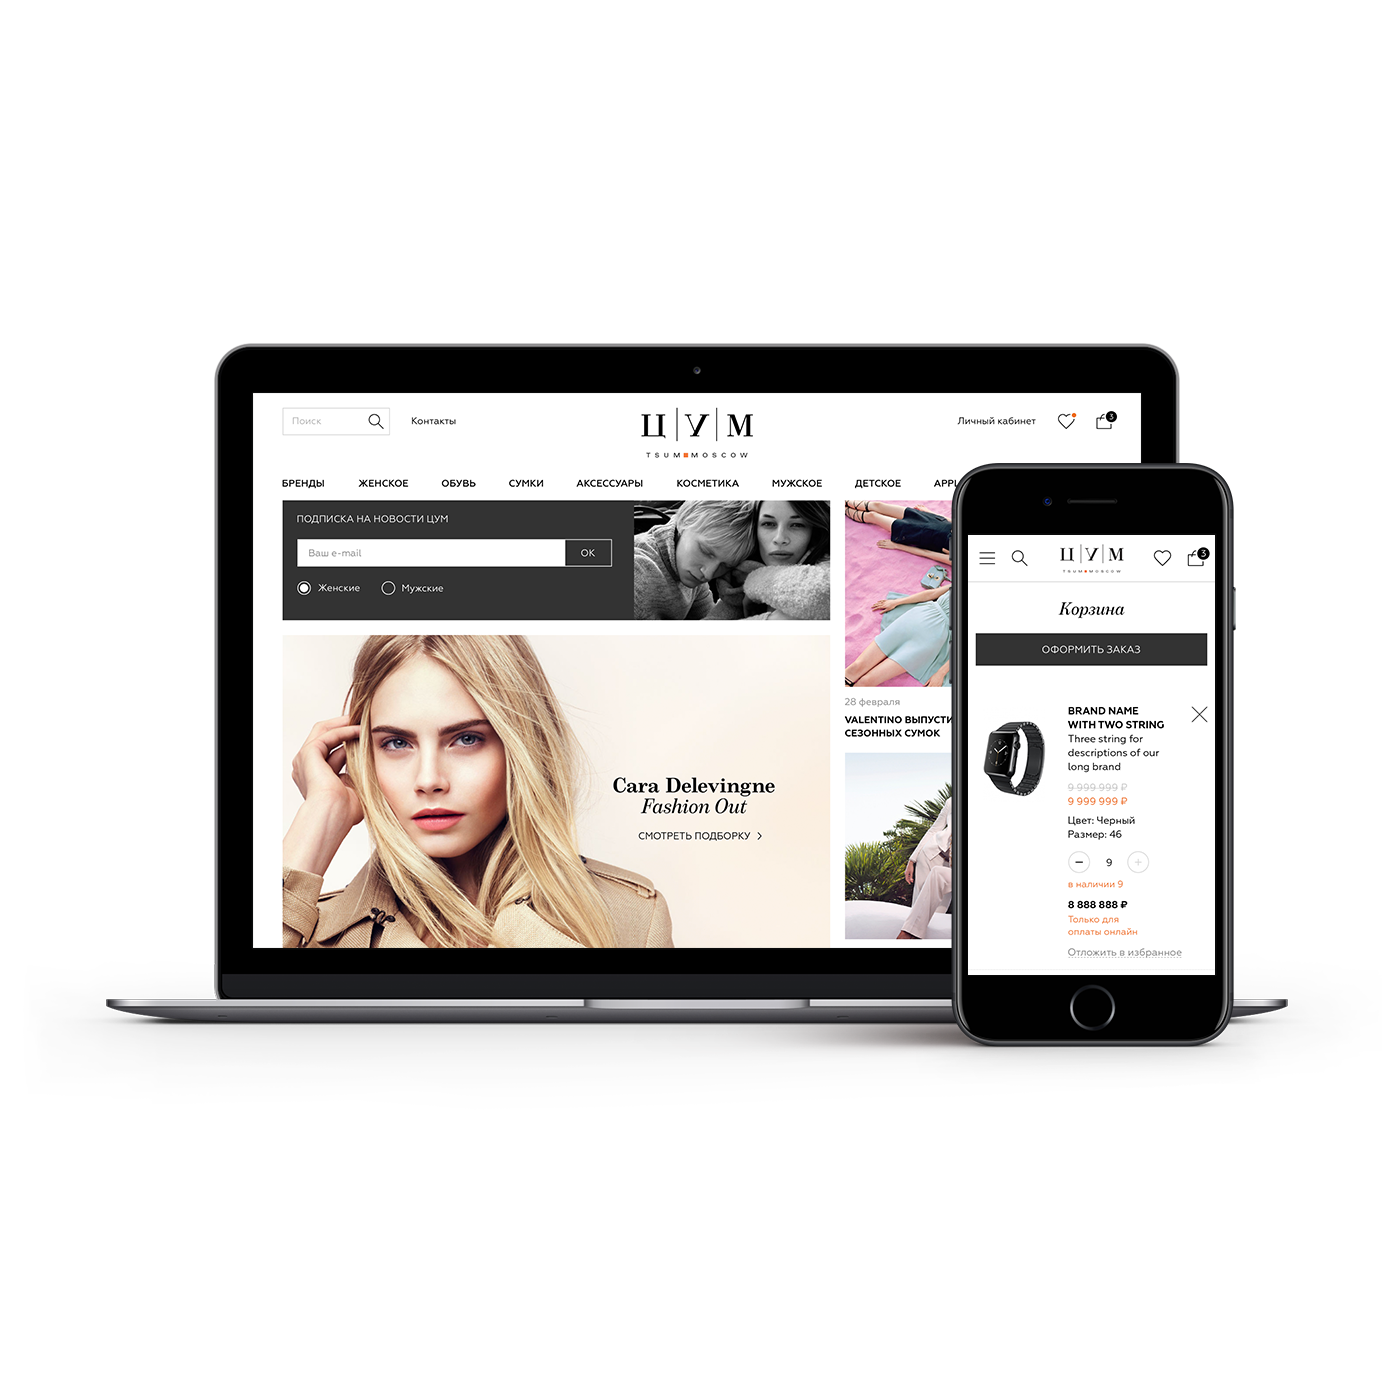 Поиск
Контакты
Ц|У|М
TSUM MOSCOW
Личный кабинет
3
БРЕНДЫ ЖЕНСКОЕ ОБУВЬ СУМКИ АКСЕССУАРЫ КОСМЕТИКА МУЖСКОЕ ДЕТСКОЕ
ПОДПИСКА НА НОВОСТИ ЦУМ
Ваш e-mail
ОК
Женские Мужские
Cara Delevingne
Fashion Out
СМОТРЕТЬ ПОДБОРКУ
28 февраля
VALENTINO ВЫПУСТИ
СЕЗОННЫХ СУМОК
Ц|У|М
TSUM MOSCOW
3
Корзина
ОФОРМИТЬ ЗАКАЗ
BRAND NAME
WITH TWO STRING
Three string for
descriptions of our
long brand
9 999 999 ₽
9 999 999 ₽
Цвет: Черный
Размер: 46
− 9 +
в наличии 9
8 888 888 ₽
Только для
оплаты онлайн
Отложить в избранное